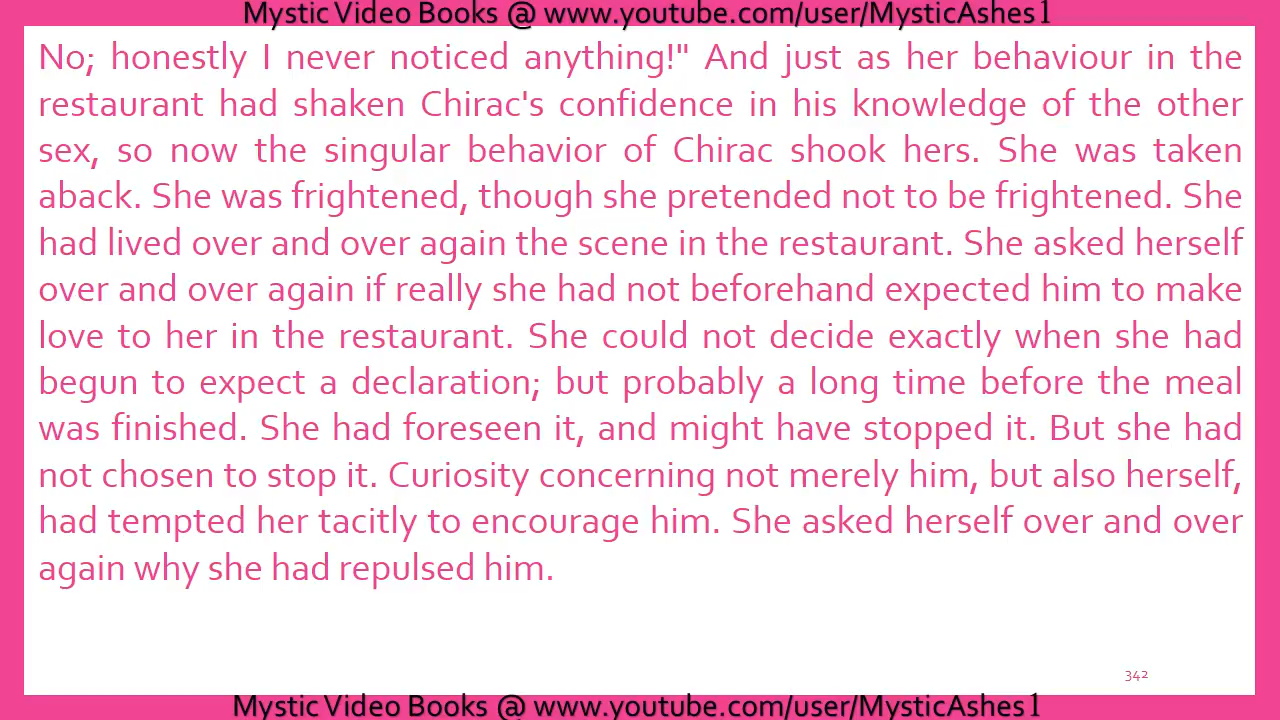 Mystic Video Books @ www.youtube.com/user/MysticAshes1
No; honestly I never noticed anything!" And just as her behaviour in the
restaurant had shaken Chirac's confidence in his knowledge of the other
sex, so now the singular behavior of Chirac shook hers. She was taken
aback. She was frightened, though she pretended not to be frightened. She
had lived over and over again the scene in the restaurant. She asked herself
over and over again if really she had not beforehand expected him to make
love to her in the restaurant. She could not decide exactly when she had
begun to expect a declaration; but probably a long time before the meal
was finished. She had foreseen it, and might have stopped it. But she had
not chosen to stop it. Curiosity concerning not merely him, but also herself,
had tempted her tacitly to encourage him. She asked herself over and over
again why she had repulsed him.
342
Mystic Video Books @ www.youtube.com/user/MysticAshes1